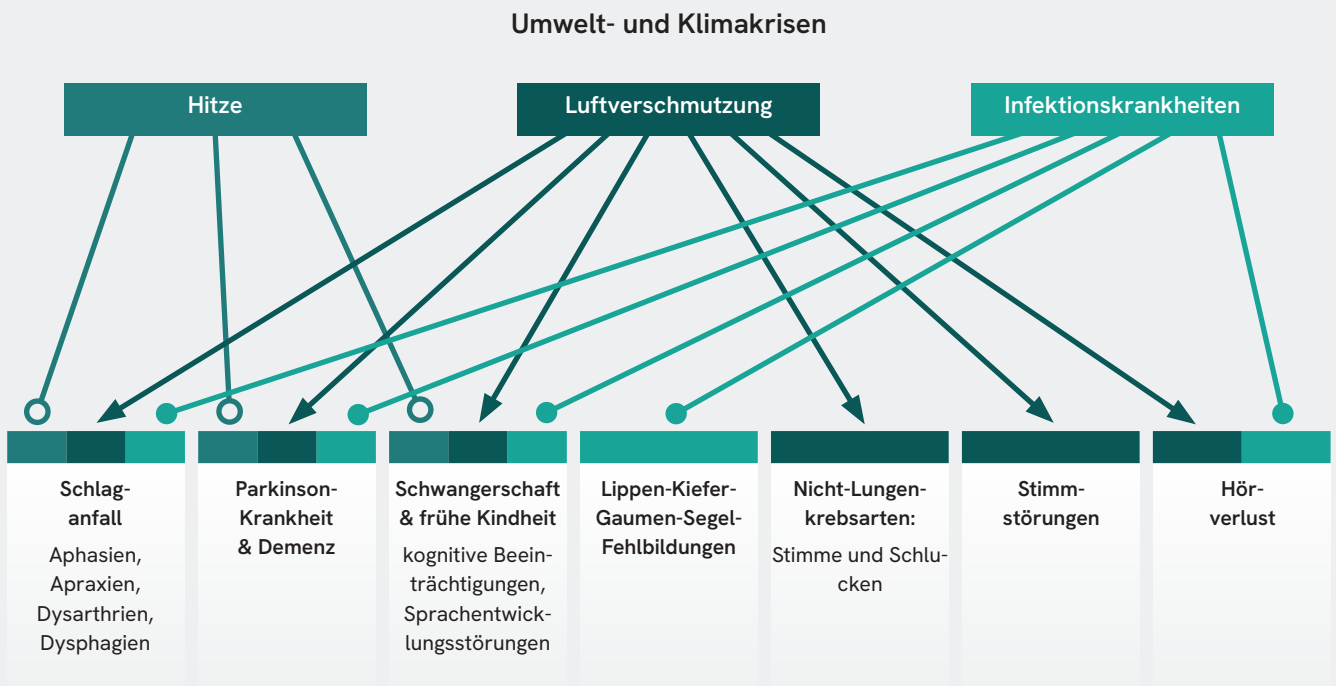 Umwelt- und Klimakrisen
Hitze
Luftverschmutzung
Infektionskrankheiten
Schlag-
anfall
Aphasien,
Apraxien,
Dysarthrien,
Dysphagien
Parkinson-
Krankheit
& Demenz
Schwangerschaft
& frühe Kindheit
kognitive Beein-
trächtigungen,
Sprachentwick-
lungsstörungen
Lippen-Kiefer-
Gaumen-Segel-
Fehlbildungen
Nicht-Lungen-
krebsarten:
Stimme und Schlu-
cken
Stimm-
störungen
Hör-
verlust